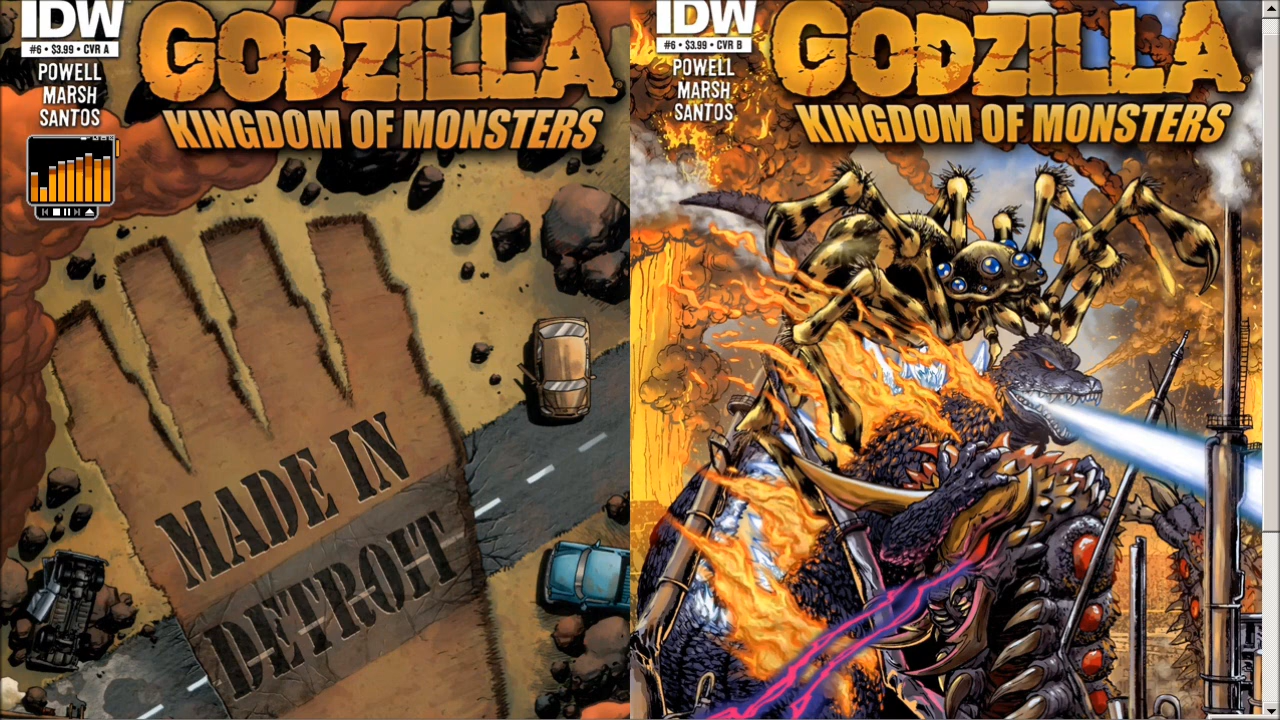 IDW
#6 • $3.99 • CVR A
POWELL
MARSH
SANTOS
GODZILLA
KINGDOM OF MONSTERS
MADE IN
DETROIT
IDW
#6 • $3.99 • CVR B
POWELL
MARSH
SANTOS
GODZILLA
KINGDOM OF MONSTERS